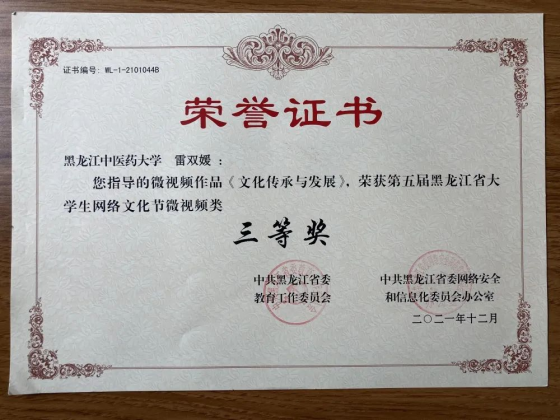 证书编号：WL-1-2101044B
荣誉证书
黑龙江中医药大学 雷双媛：
您指导的微视频作品《文化传承与发展》，荣获第五届黑龙江省大
学生网络文化节微视频类
三等奖
中共黑龙江省委 中共黑龙江省委网络安全
教育工作委员会 和信息化委员会办公室
二〇二一年十二月